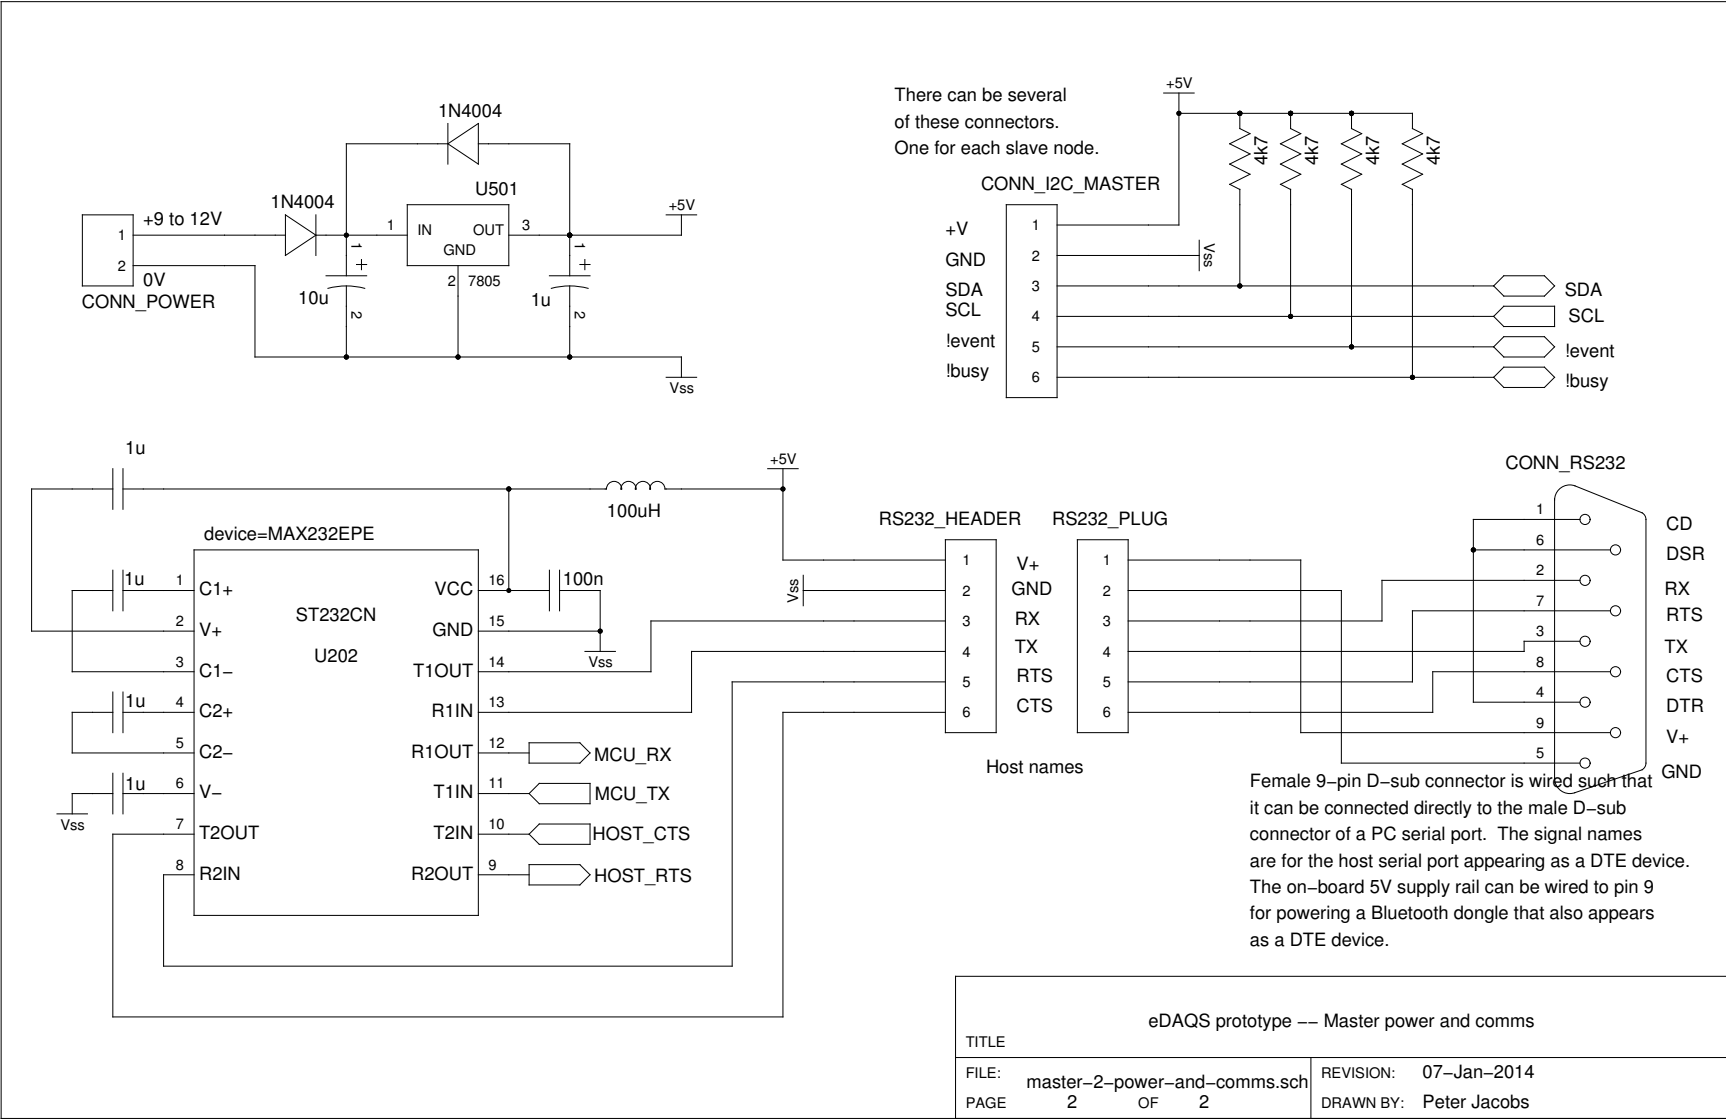 1N4004
1N4004
U501
+9 to 12V
1
2
0V
CONN_POWER
1
IN
OUT
3
GND
2
7805
+5V
1
+
10u
2
1
+
1u
2
Vss
There can be several
of these connectors.
One for each slave node.
CONN_I2C_MASTER
+5V
4k7
4k7
4k7
4k7
+V
1
GND
2
Vss
SDA
3
SDA
SCL
4
SCL
!event
5
!event
!busy
6
!busy
1u
+5V
100uH
device=MAX232EPE
ST232CN
U202
1u
1
C1+
2
V+
3
C1−
1u
4
C2+
5
C2−
1u
6
V−
Vss
7
T2OUT
8
R2IN
VCC
16
100n
GND
15
Vss
T1OUT
14
R1IN
13
R1OUT
12
MCU_RX
T1IN
11
MCU_TX
T2IN
10
HOST_CTS
R2OUT
9
HOST_RTS
RS232_HEADER
RS232_PLUG
Vss
1
V+
1
2
GND
2
3
RX
3
4
TX
4
5
RTS
5
6
CTS
6
Host names
CONN_RS232
1
CD
6
DSR
2
RX
7
RTS
3
TX
8
CTS
4
DTR
9
V+
5
GND
Female 9−pin D−sub connector is wired such that
it can be connected directly to the male D−sub
connector of a PC serial port.  The signal names
are for the host serial port appearing as a DTE device.
The on−board 5V supply rail can be wired to pin 9
for powering a Bluetooth dongle that also appears
as a DTE device.
eDAQS prototype −− Master power and comms
TITLE
FILE: master−2−power−and−comms.sch
REVISION: 07−Jan−2014
PAGE 2 OF 2
DRAWN BY: Peter Jacobs